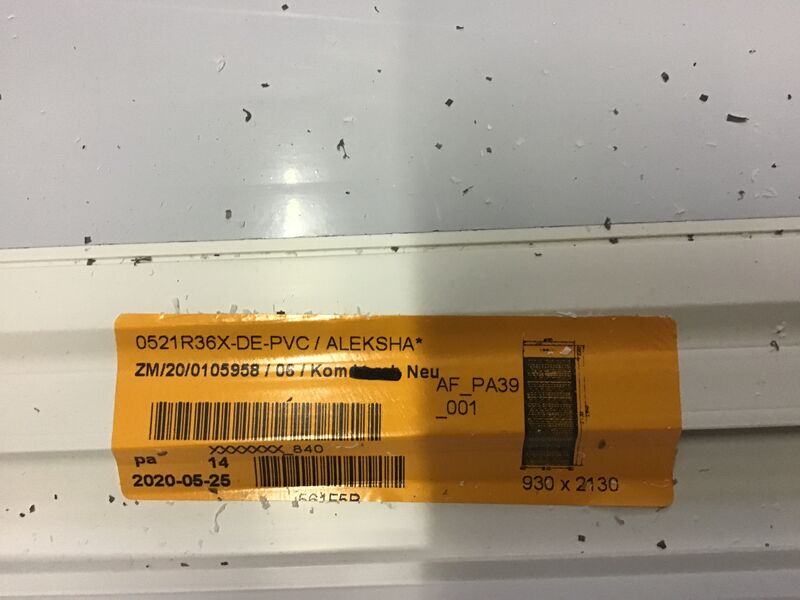 0521R36X-DE-PVC / ALEKSHA*
ZM/20/0105958 / 06 / Kom Neu
AF_PA39
_001
XXXXXXX_840
pa 14
2020-05-25
930 x 2130